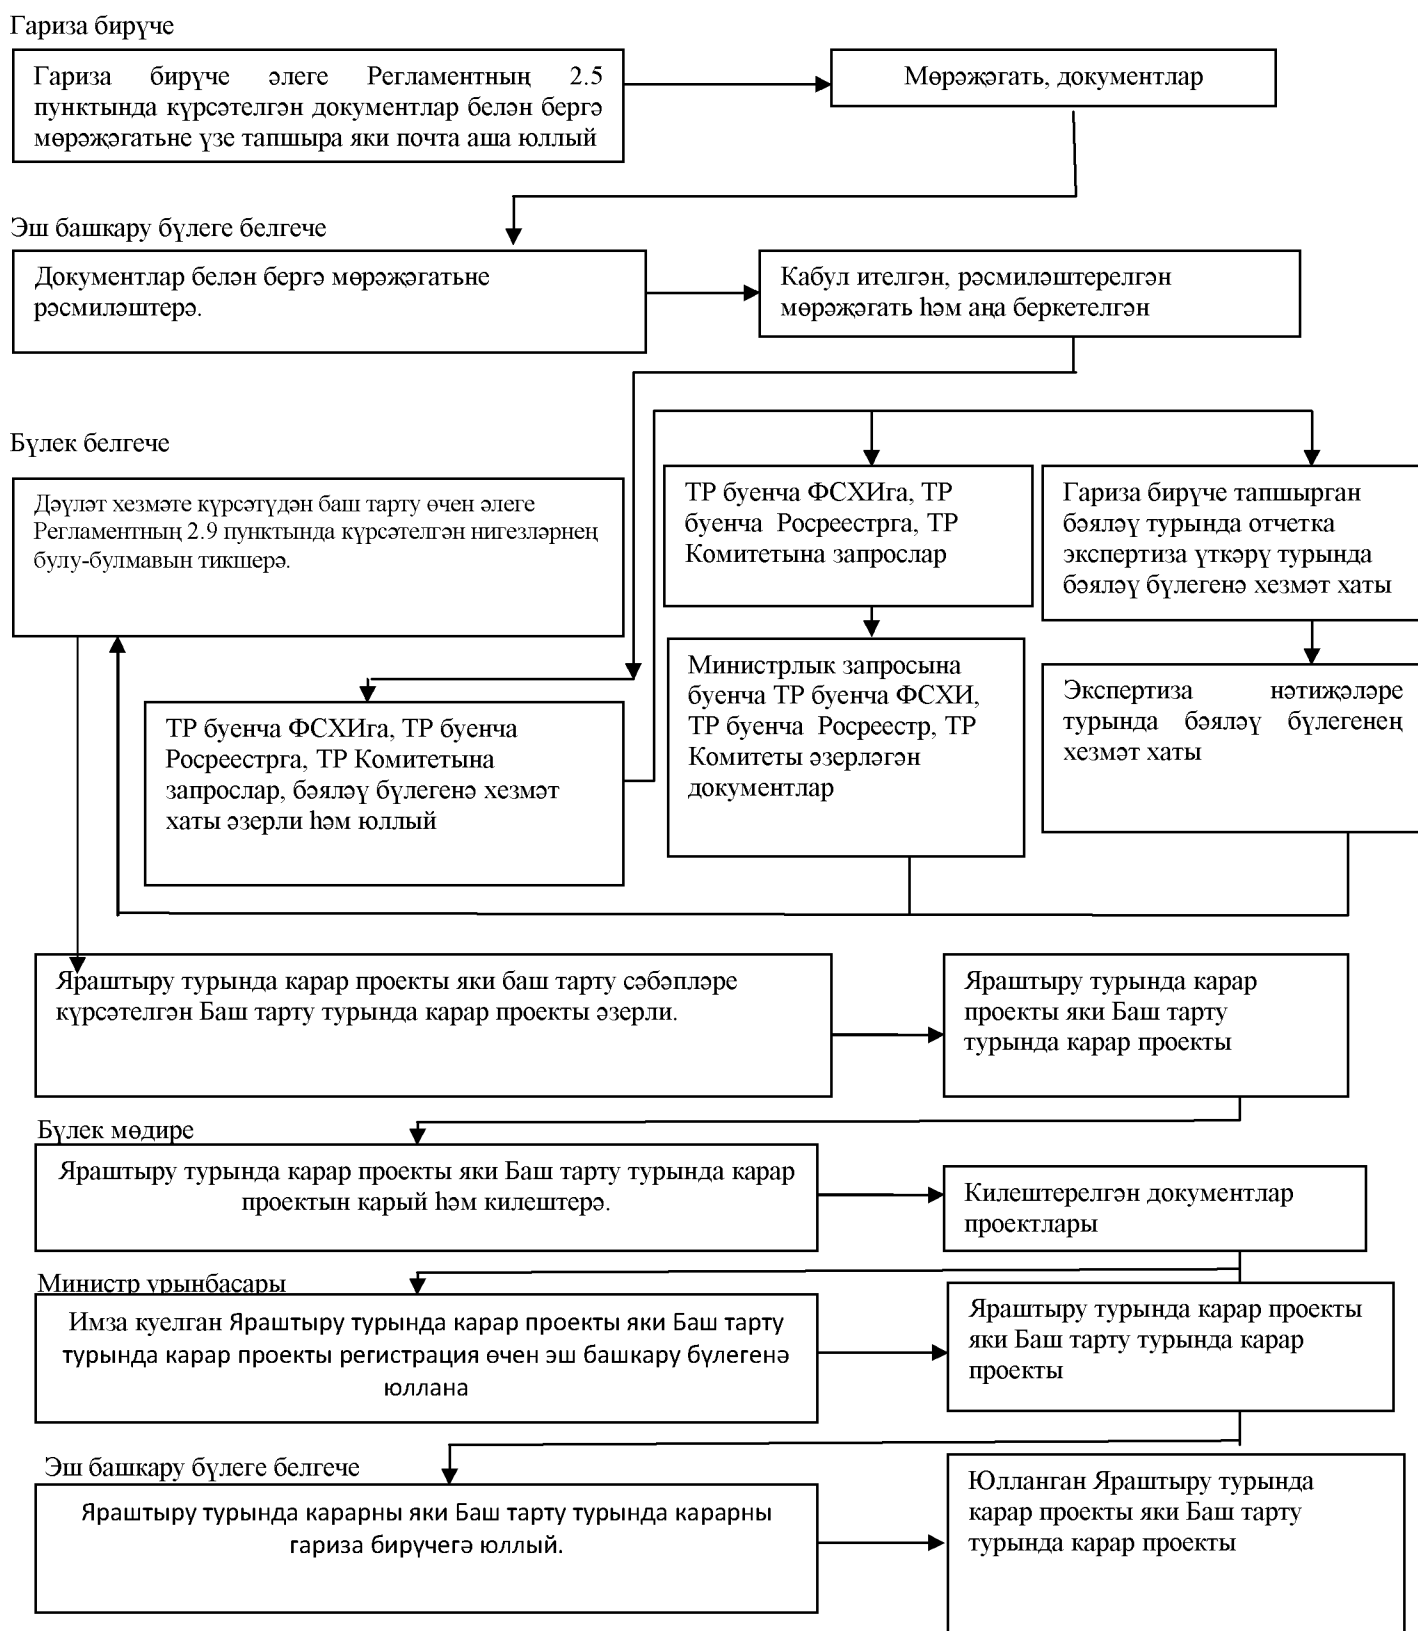 Гариза бирүче
Гариза бирүче әлеге Регламентның 2.5
пунктында күрсәтелгән документлар белән бергә
мөрәҗәгатьне үзе тапшыра яки почта аша юллый
Мөрәҗәгать, документлар
Эш башкару бүлеге белгече
Документлар белән бергә мөрәҗәгатьне
рәсмиләштерә.
Кабул ителгән, рәсмиләштерелгән
мөрәҗәгать һәм аңа беркетелгән
Бүлек белгече
Дәүләт хезмәте күрсәтүдән баш тарту өчен әлеге
Регламентның 2.9 пунктында күрсәтелгән нигезләрнең
булу-булмавын тикшерә.
ТР буенча ФСХИга, ТР
буенча Росреестрга, ТР
Комитетына запрослар
Гариза бирүче тапшырган
бәяләү турында отчетка
экспертиза үткәрү турында
бәяләү бүлегенә хезмәт хаты
Министрлык запросына
буенча ТР буенча ФСХИ,
ТР буенча Росреестр, ТР
Комитеты әзерләгән
документлар
Экспертиза нәтиҗәләре
турында бәяләү бүлегенең
хезмәт хаты
ТР буенча ФСХИга, ТР буенча
Росреестрга, ТР Комитетына
запрослар, бәяләү бүлегенә хезмәт
хаты әзерли һәм юллый
Яраштыру турында карар проекты яки баш тарту сәбәпләре
күрсәтелгән Баш тарту турында карар проекты әзерли.
Яраштыру турында карар
проекты яки Баш тарту
турында карар проекты
Бүлек мөдире
Яраштыру турында карар проекты яки Баш тарту турында карар
проектын карый һәм килештерә.
Килештерелгән документлар
проектлары
Министр урынбасары
Имза куелган Яраштыру турында карар проекты яки Баш тарту
турында карар проекты регистрация өчен эш башкару бүлегенә
юллана
Яраштыру турында карар проекты
яки Баш тарту турында карар
проекты
Эш башкару бүлеге белгече
Яраштыру турында карарны яки Баш тарту турында карарны
гариза бирүчегә юллый.
Юлланган Яраштыру турында
карар проекты яки Баш тарту
турында карар проекты